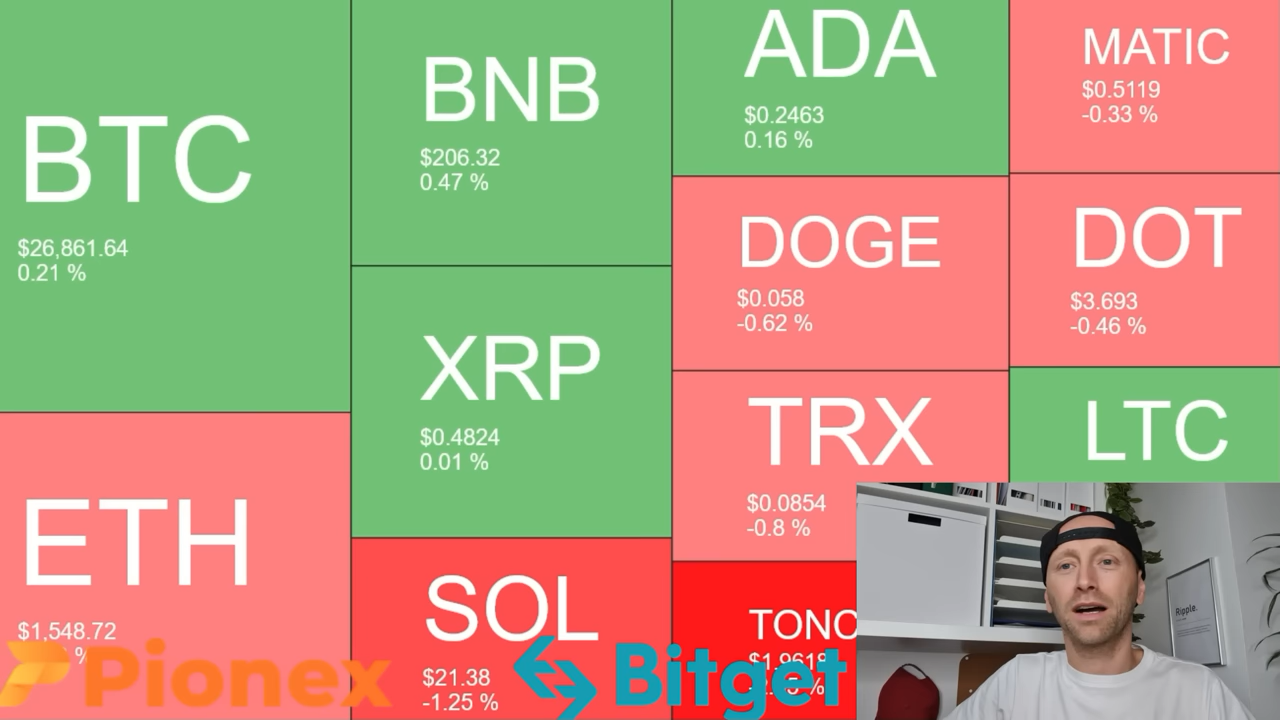 BTC
$26,861.64
0.21 %
ETH
$1,548.72
%
Pionex
BNB
$206.32
0.47 %
XRP
$0.4824
0.01 %
SOL
$21.38
-1.25 %
Bitget
ADA
$0.2463
0.16 %
DOGE
$0.058
-0.62 %
TRX
$0.0854
-0.8 %
MATIC
$0.5119
-0.33 %
DOT
$3.693
-0.46 %
LTC
Ripple.